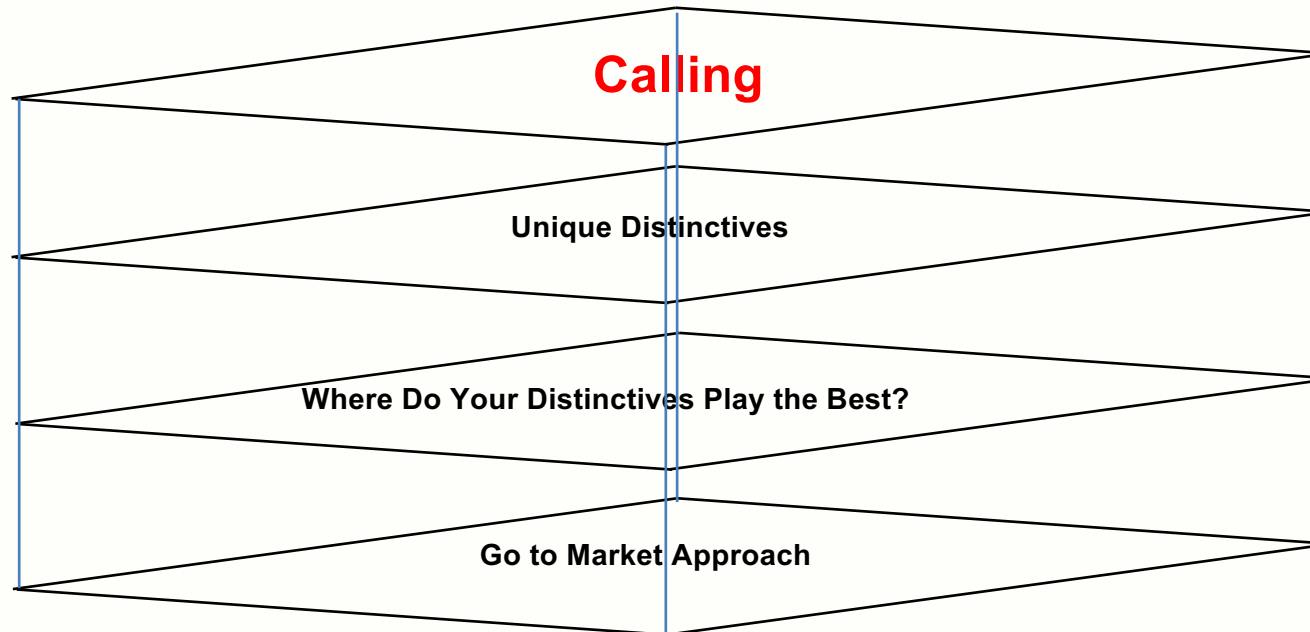 Calling
Unique Distinctives
Where Do Your Distinctives Play the Best?
Go to Market Approach